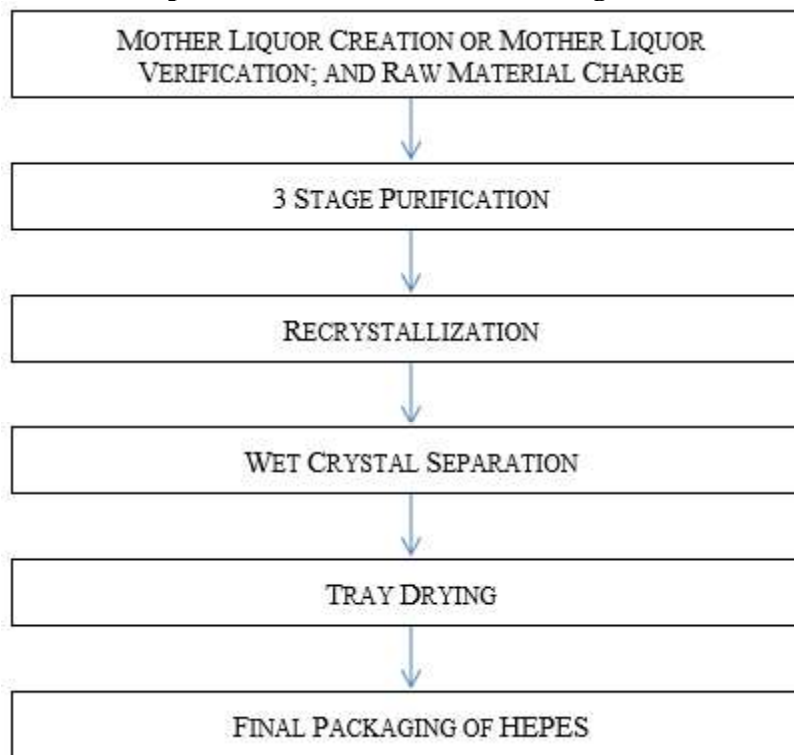 MOTHER LIQUOR CREATION OR MOTHER LIQUOR
VERIFICATION; AND RAW MATERIAL CHARGE
3 STAGE PURIFICATION
RECRYSTALLIZATION
WET CRYSTAL SEPARATION
TRAY DRYING
FINAL PACKAGING OF HEPES